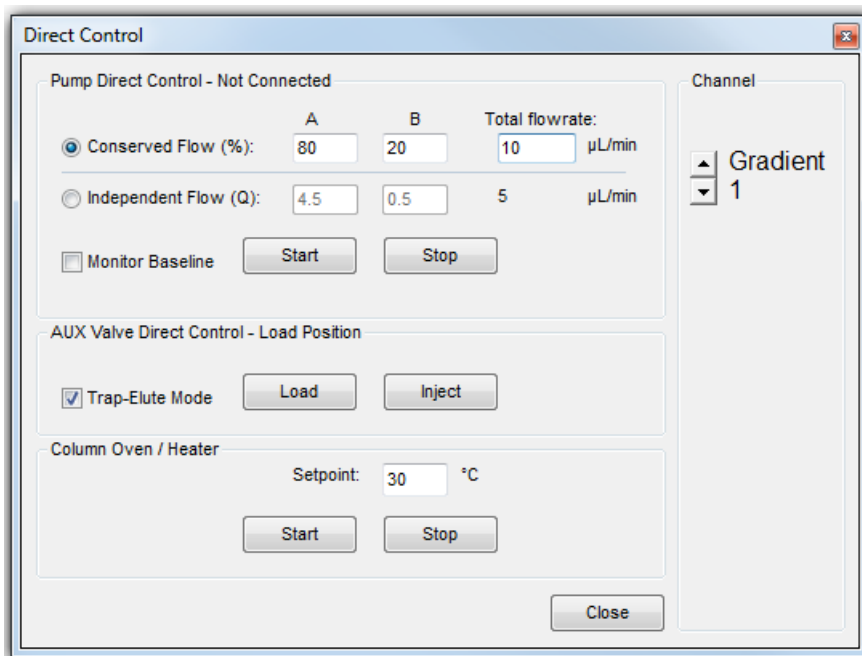 Direct Control
Pump Direct Control - Not Connected
A B Total flowrate:
Conserved Flow (%): 80 20 10 µL/min
Independent Flow (Q): 4.5 0.5 5 µL/min
Monitor Baseline Start Stop
AUX Valve Direct Control - Load Position
Trap-Elute Mode Load Inject
Column Oven / Heater
Setpoint: 30 °C
Start Stop
Close
Channel
Gradient
1